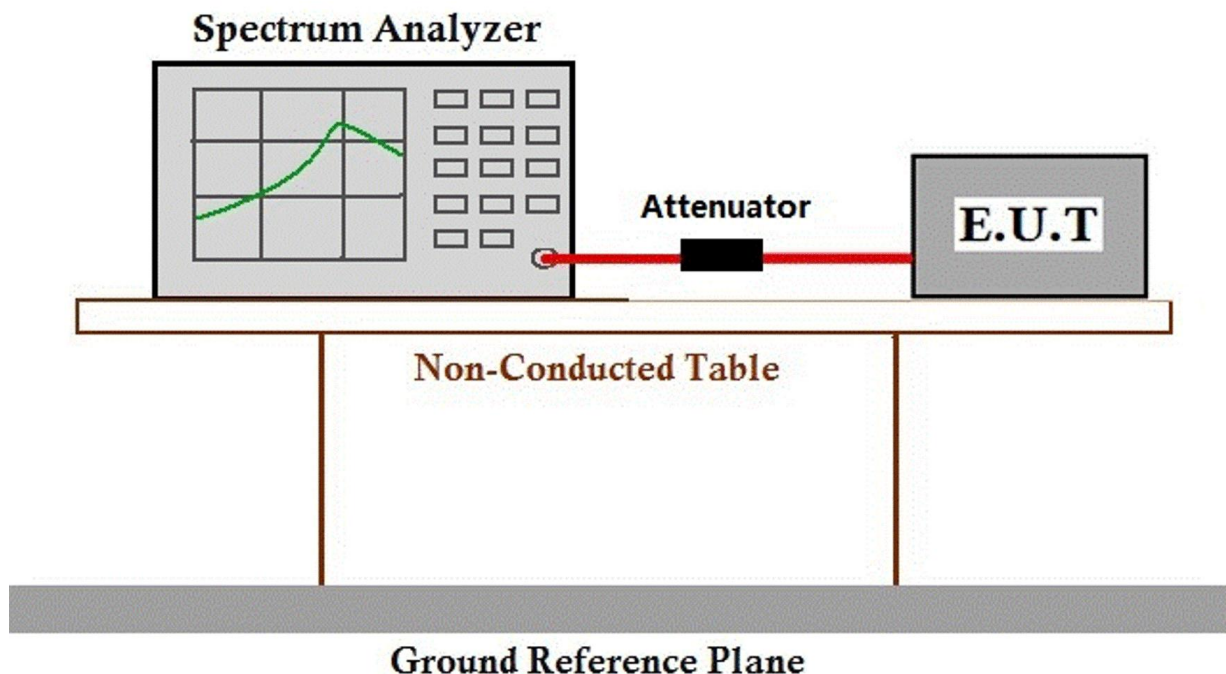 Spectrum Analyzer
Attenuator
E.U.T
Non-Conducted Table
Ground Reference Plane